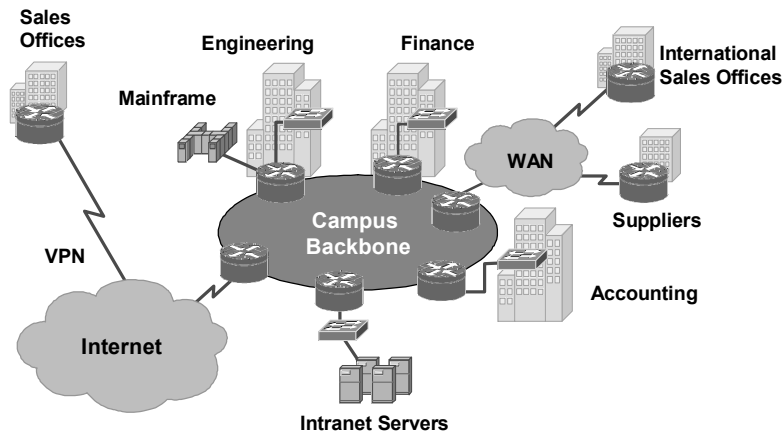 Sales
Offices
Engineering
Finance
International
Sales Offices
Mainframe
WAN
Campus
Backbone
Suppliers
VPN
Accounting
Internet
Intranet Servers